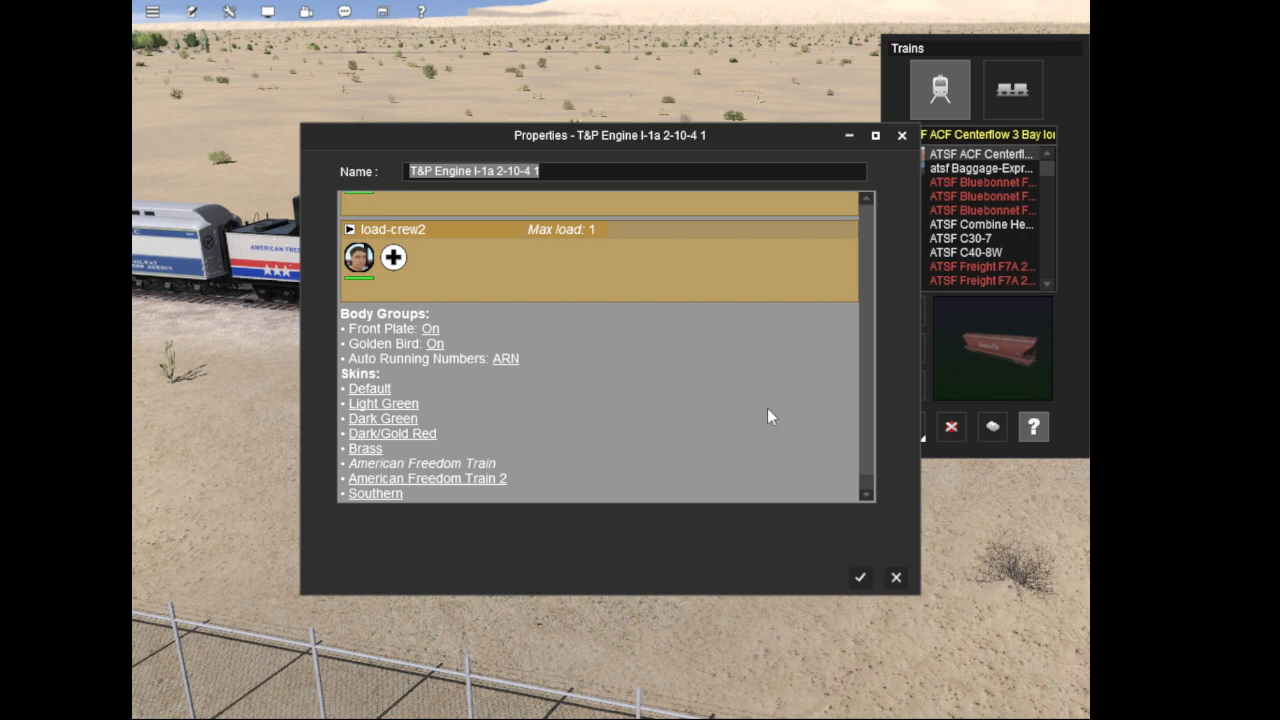 Trains
Properties - T&P Engine I-1a 2-10-4 1
F ACF Centerflow 3 Bay lor
Name :
T&P Engine I-1a 2-10-4 1
ATSF ACF Centerfl...
atsf Baggage-Expr...
ATSF Bluebonnet F...
ATSF Bluebonnet F...
ATSF Bluebonnet F...
ATSF Combine He...
ATSF C30-7
ATSF C40-8W
ATSF Freight F7A 2...
ATSF Freight F7A 2...
load-crew2
Max load: 1
AMERICAN FREE
Body Groups:
• Front Plate: On
• Golden Bird: On
• Auto Running Numbers: ARN
Skins:
• Default
• Light Green
• Dark Green
• Dark/Gold Red
• Brass
• American Freedom Train
• American Freedom Train 2
• Southern
?